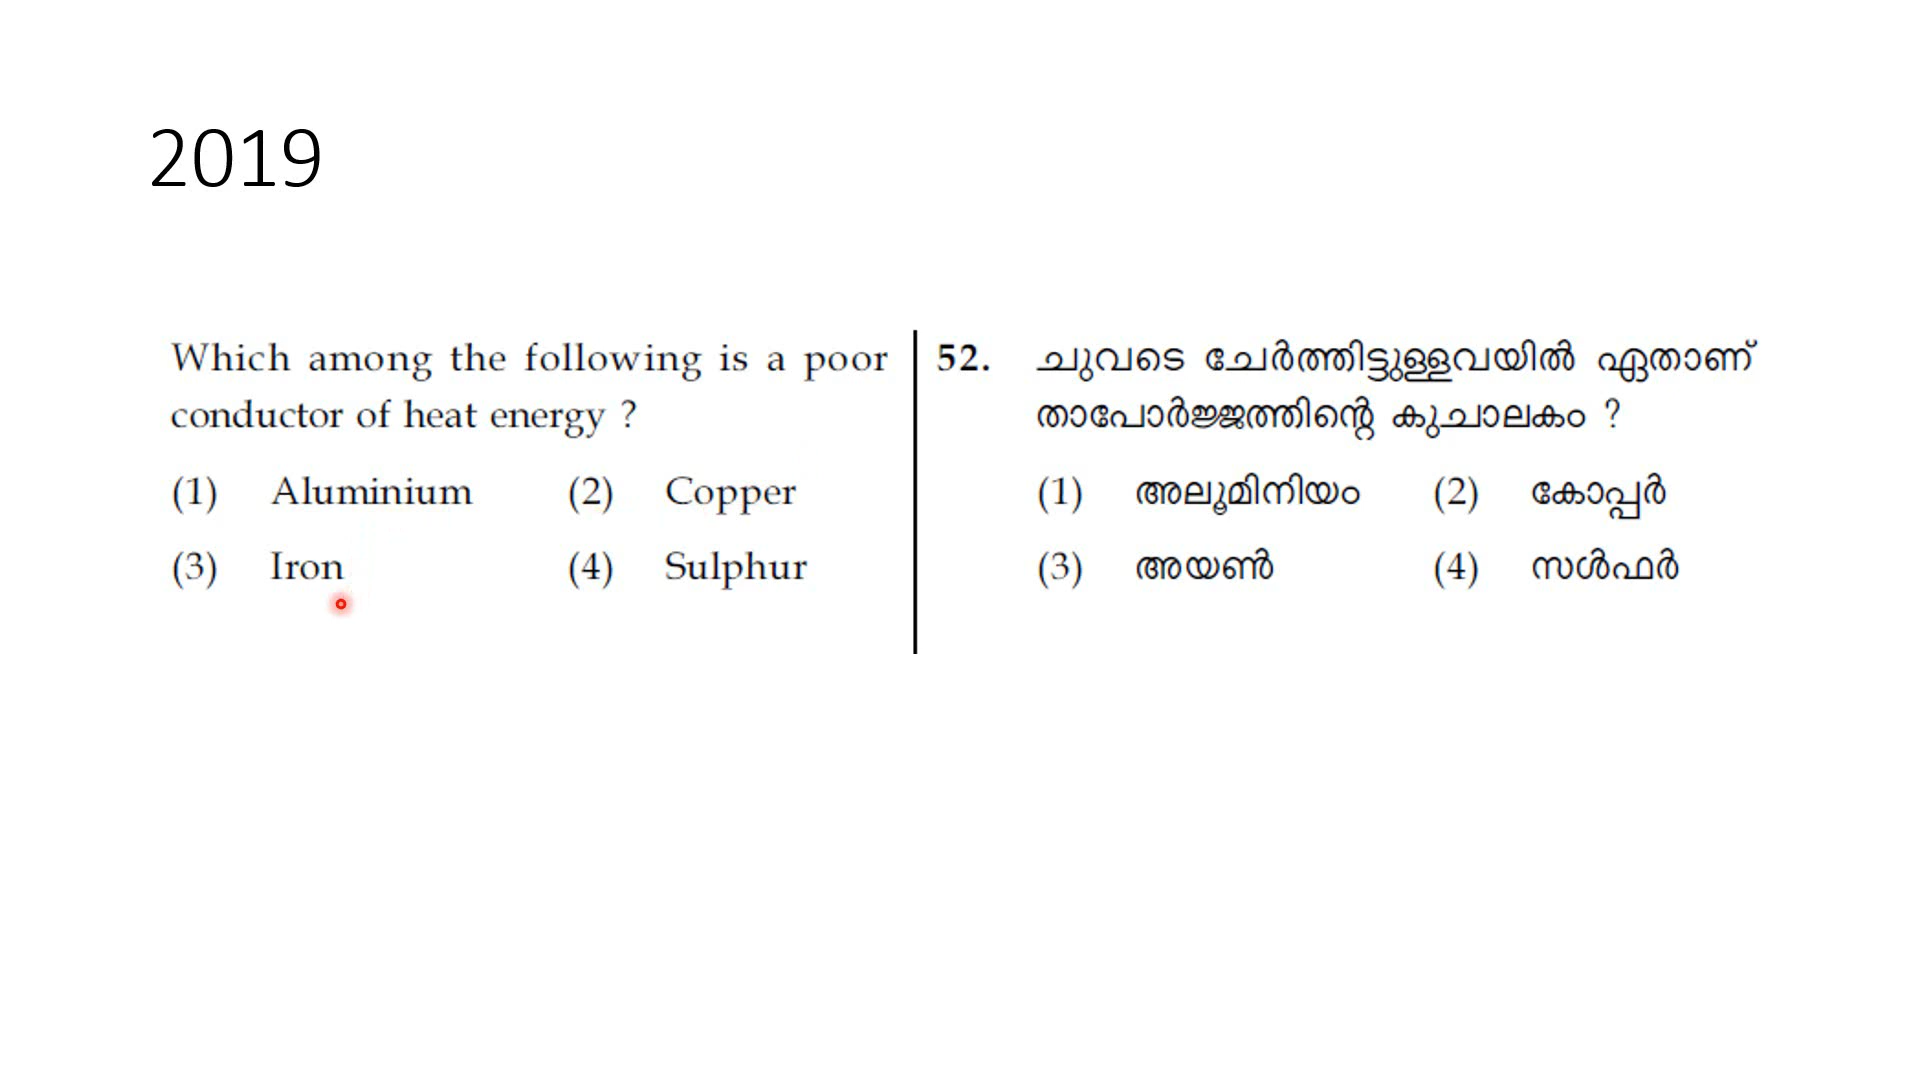 2019
Which among the following is a poor
conductor of heat energy ?
(1) Aluminium (2) Copper
(3) Iron (4) Sulphur
52. ചുവടെ ചേർത്തിട്ടുള്ളവയിൽ ഏതാണ്
താപോർജ്ജത്തിന്റെ കുചാലകം ?
(1) അലൂമിനിയം (2) കോപ്പർ
(3) അയൺ (4) സൾഫർ